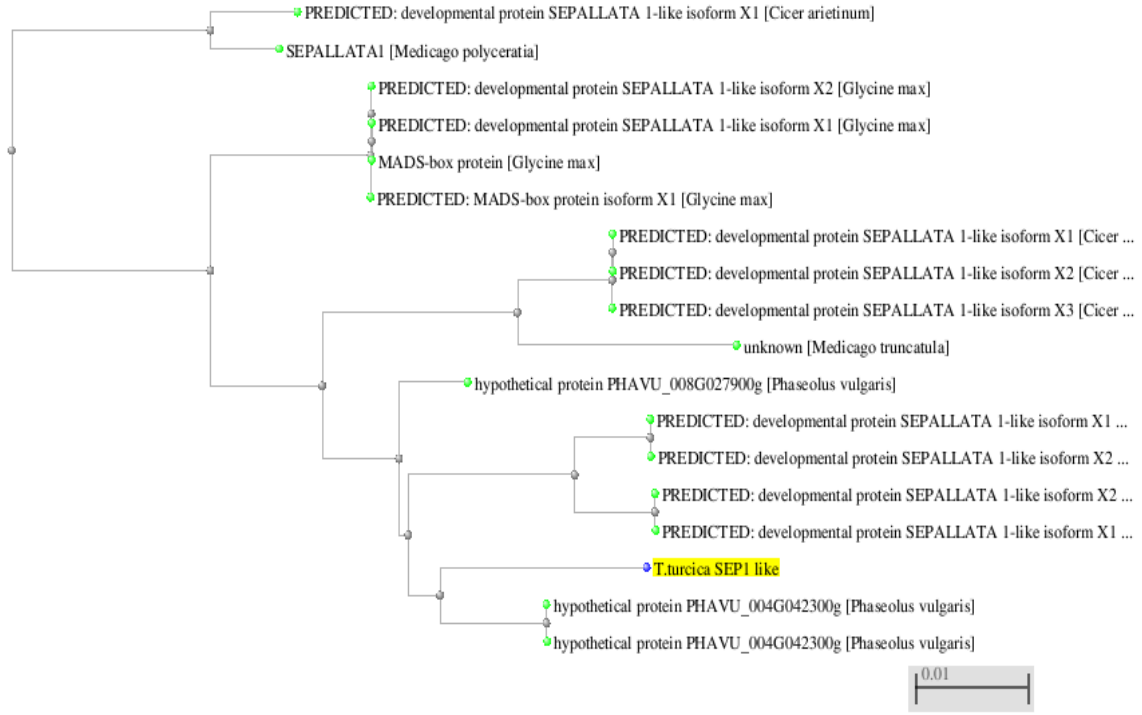 PREDICTED: developmental protein SEPALLATA 1-like isoform X1 [Cicer arietinum]
SEPALLATA1 [Medicago polyceratia]
PREDICTED: developmental protein SEPALLATA 1-like isoform X2 [Glycine max]
PREDICTED: developmental protein SEPALLATA 1-like isoform X1 [Glycine max]
MADS-box protein [Glycine max]
PREDICTED: MADS-box protein isoform X1 [Glycine max]
PREDICTED: developmental protein SEPALLATA 1-like isoform X1 [Cicer ...
PREDICTED: developmental protein SEPALLATA 1-like isoform X2 [Cicer ...
PREDICTED: developmental protein SEPALLATA 1-like isoform X3 [Cicer ...
unknown [Medicago truncatula]
hypothetical protein PHAVU_008G027900g [Phaseolus vulgaris]
PREDICTED: developmental protein SEPALLATA 1-like isoform X1 ...
PREDICTED: developmental protein SEPALLATA 1-like isoform X2 ...
PREDICTED: developmental protein SEPALLATA 1-like isoform X2 ...
PREDICTED: developmental protein SEPALLATA 1-like isoform X1 ...
T.turcica SEP1 like
hypothetical protein PHAVU_004G042300g [Phaseolus vulgaris]
hypothetical protein PHAVU_004G042300g [Phaseolus vulgaris]
0.01